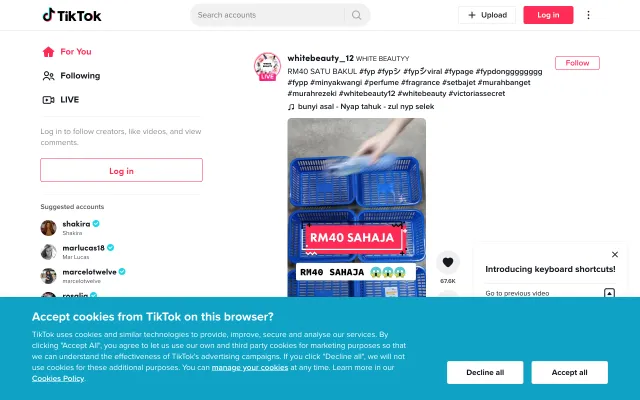 TikTok
Search accounts
Upload
Log in
For You
Following
LIVE
Log in to follow creators, like videos, and view
comments.
Log in
Suggested accounts
shakira
Shakira
marlucas18
Mar Lucas
marcelotwelve
marcelotwelve
rosalia
LIVE
whitebeauty_12 WHITE BEAUTYY
Follow
RM40 SATU BAKUL #fyp #fypシ #fypシviral #fypage #fypdonggggggggg
#fypp #minyakwangi #perfume #fragrance #setbajet #murahbanget
#murahrezeki #whitebeauty12 #whitebeauty #victoriassecret
bunyi asal - Nyap tahuk - zul nyp selek
RM40 SAHAJA
RM40 SAHAJA 😱😱😱
67.6K
Introducing keyboard shortcuts!
Go to previous video
Accept cookies from TikTok on this browser?
TikTok uses cookies and similar technologies to provide, improve, secure and analyse our services. By
clicking "Accept All", you agree to let us use our own and third party cookies for marketing purposes so that
we can understand the effectiveness of TikTok's advertising campaigns. If you click "Decline all", we will not
use cookies for these additional purposes. You can manage your cookies at any time. Learn more in our
Cookies Policy.
Decline all
Accept all